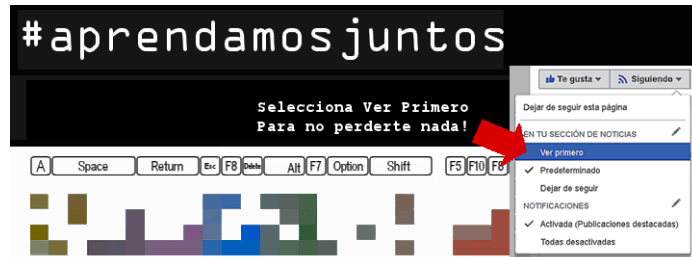 #aprendamosjuntos
Selecciona Ver Primero
Para no perderte nada!
Te gusta Siguiendo
Dejar de seguir esta página
EN TU SECCIÓN DE NOTICIAS
Ver primero
Predeterminado
Dejar de seguir
NOTIFICACIONES
Activada (Publicaciones destacadas)
Todas desactivadas
A Space Return Esc F8 Delete Alt F7 Option Shift F5 F10 F8